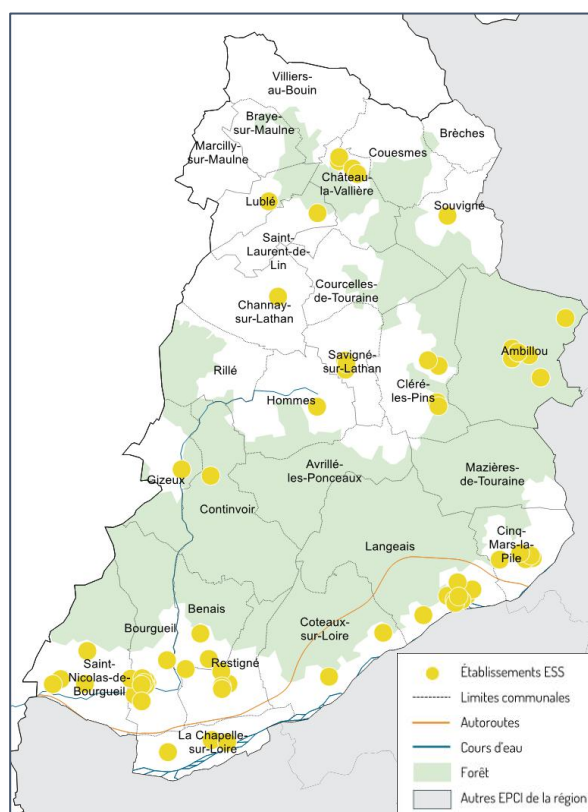 Villiers-
au-Bouin
Braye-
sur-Maulne
Brèches
Marcilly-
sur-Maulne
Couesmes
Château-
la-Vallière
Lublé
Souvigné
Saint-
Laurent-de-
Lin
Courcelles-
de-Touraine
Channay-
sur-Lathan
Ambillou
Savigné-
sur-Lathan
Rillé
Cléré-
les-Pins
Hommes
Avrillé-
les-Ponceaux
Mazières-
de-Touraine
Gizeux
Continvoir
Cinq-
Mars-la-
Pile
Langeais
Benais
Coteaux-
sur-Loire
Bourgueil
Saint-
Nicolas-de-
Bourgueil
Restigné
La Chapelle-
sur-Loire
Établissements ESS
Limites communales
Autoroutes
Cours d'eau
Forêt
Autres EPCI de la région